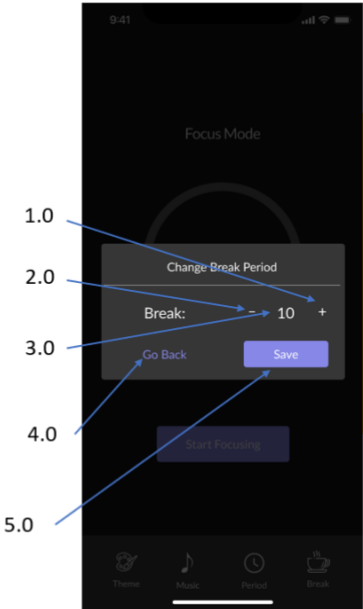 9:41
Focus Mode
1.0
Change Break Period
2.0
Break: − 10 +
3.0
Go Back Save
4.0
Start Focusing
5.0
Theme Music Period Break